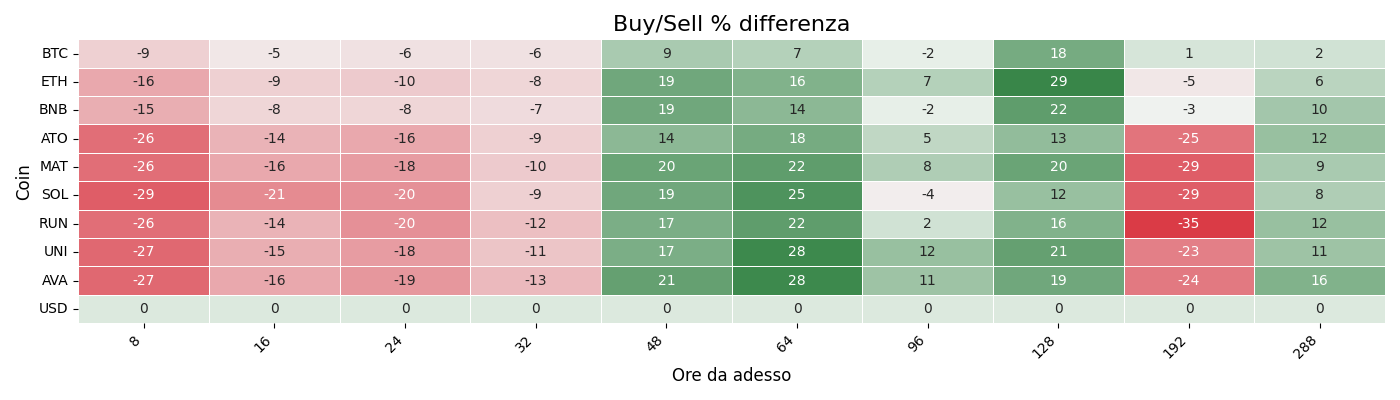 Buy/Sell % differenza
Coin
BTC -9 -5 -6 -6 9 7 -2 18 1 2
ETH -16 -9 -10 -8 19 16 7 29 -5 6
BNB -15 -8 -8 -7 19 14 -2 22 -3 10
ATO -26 -14 -16 -9 14 18 5 13 -25 12
MAT -26 -16 -18 -10 20 22 8 20 -29 9
SOL -29 -21 -20 -9 19 25 -4 12 -29 8
RUN -26 -14 -20 -12 17 22 2 16 -35 12
UNI -27 -15 -18 -11 17 28 12 21 -23 11
AVA -27 -16 -19 -13 21 28 11 19 -24 16
USD 0 0 0 0 0 0 0 0 0 0
8 16 24 32 48 64 96 128 192 288
Ore da adesso